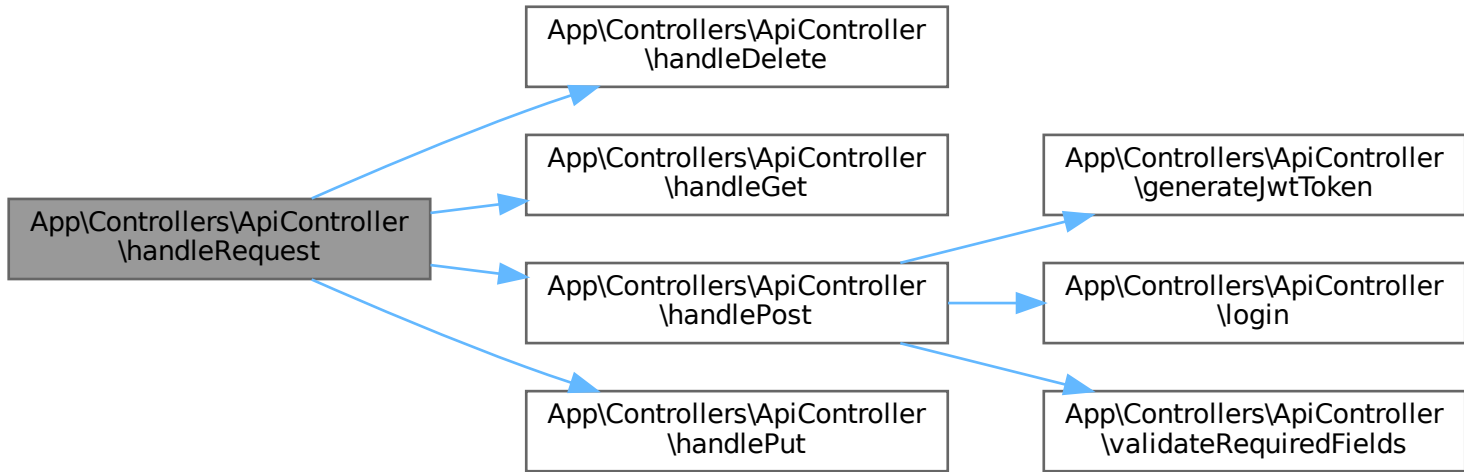 App\Controllers\ApiController
\handleRequest
App\Controllers\ApiController
\handleDelete
App\Controllers\ApiController
\handleGet
App\Controllers\ApiController
\handlePost
App\Controllers\ApiController
\handlePut
App\Controllers\ApiController
\generateJwtToken
App\Controllers\ApiController
\login
App\Controllers\ApiController
\validateRequiredFields